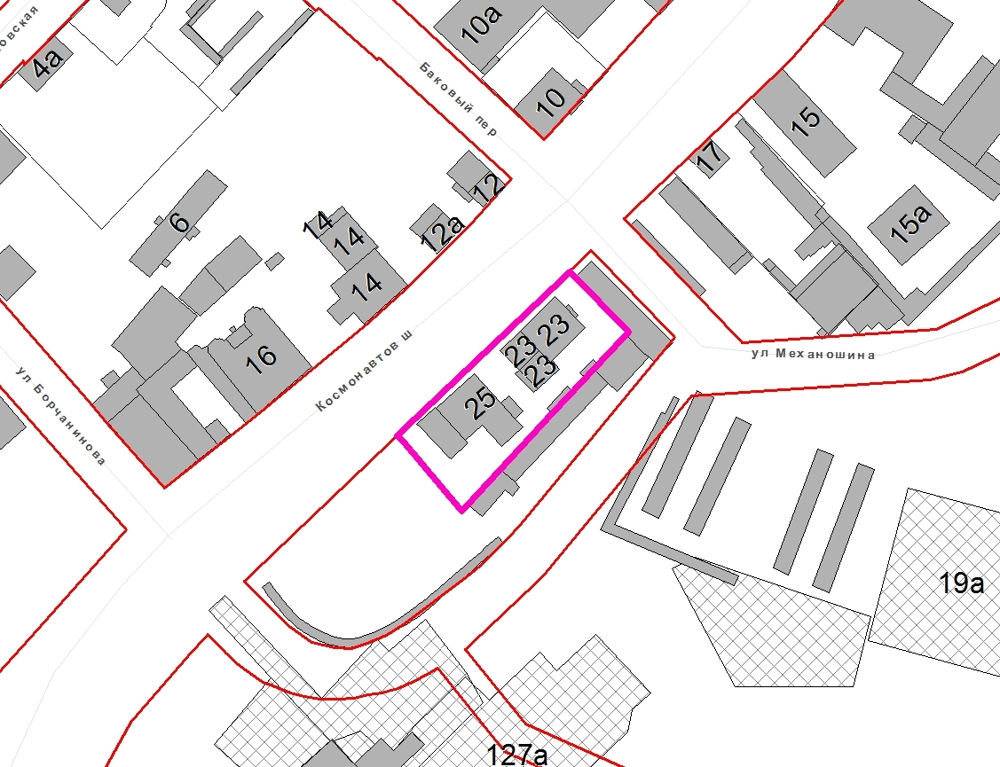 10а
4а
Баковый пер
10
15
17
12
6
14
14
12а
15а
14
23
23
23
ул Механошина
16
Космонавтов ш
25
ул Борчанинова
19а
127а